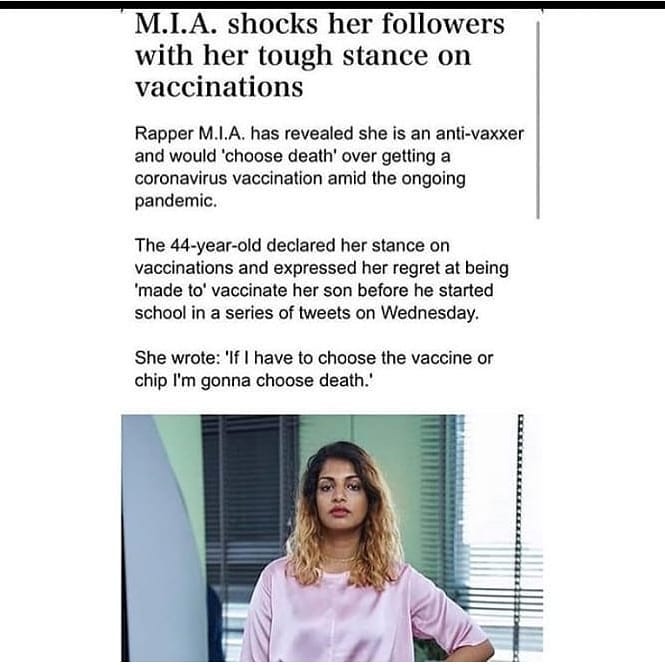 M.I.A. shocks her followers
with her tough stance on
vaccinations
Rapper M.I.A. has revealed she is an anti-vaxxer
and would 'choose death' over getting a
coronavirus vaccination amid the ongoing
pandemic.
The 44-year-old declared her stance on
vaccinations and expressed her regret at being
'made to' vaccinate her son before he started
school in a series of tweets on Wednesday.
She wrote: 'If I have to choose the vaccine or
chip I'm gonna choose death.'